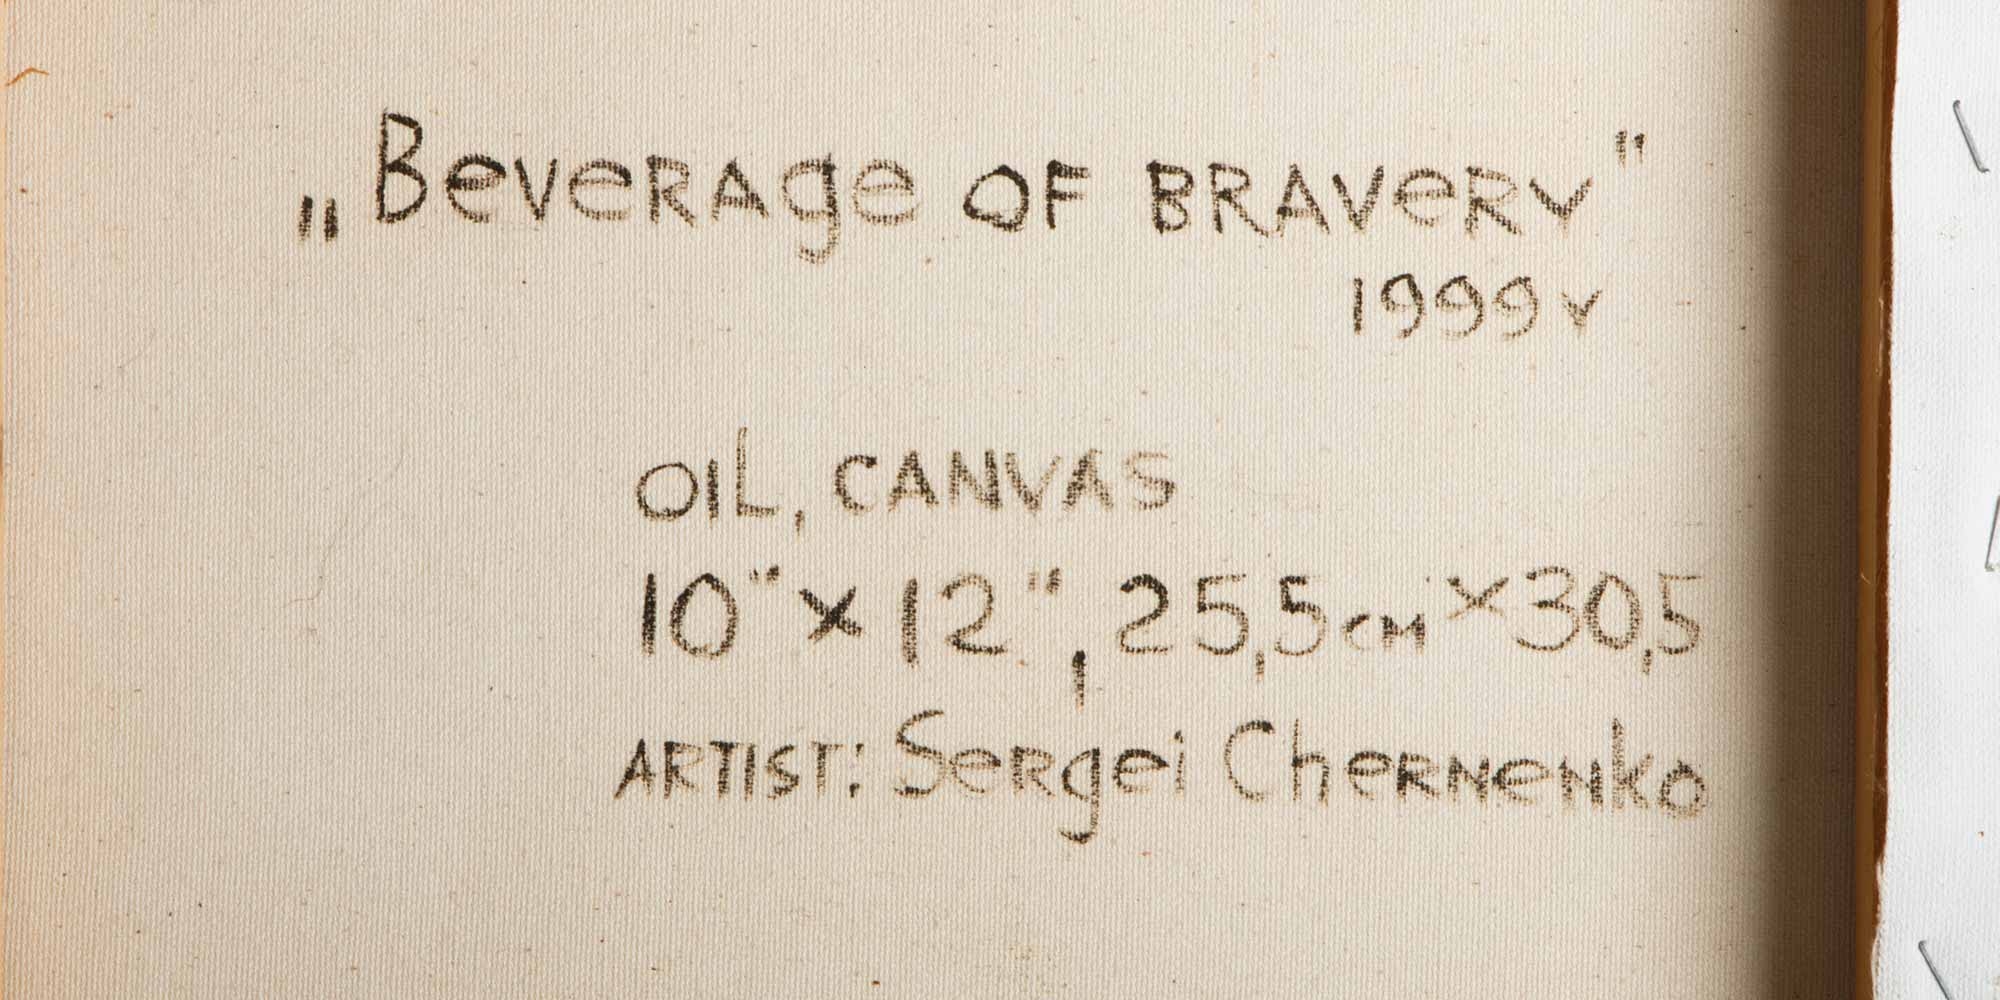 „Beverage OF BRAVERY"
1999 y
OIL, CANVAS
10" x 12", 25,5 cm x 30,5
ARTIST: Sergei Chernenko